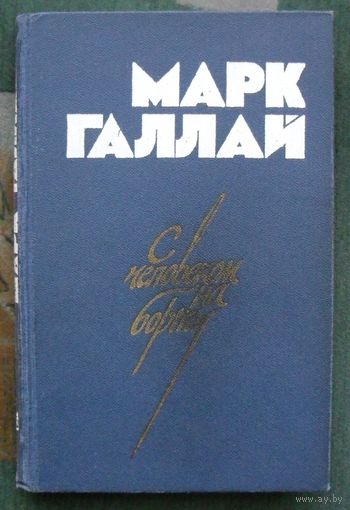 МАРК
ГАЛЛАЙ
С
человеком
на
борту
www.ay.by